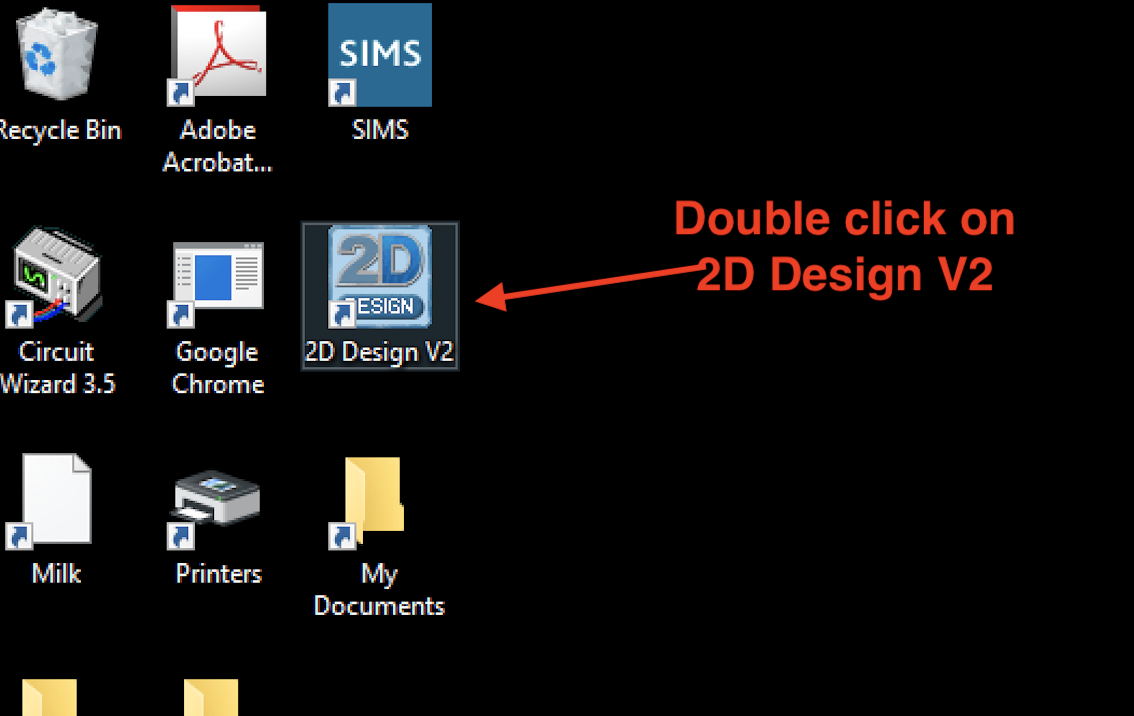 SIMS
Recycle Bin
Adobe
Acrobat...
SIMS
Double click on
2D Design V2
2D
DESIGN
Circuit
Wizard 3.5
Google
Chrome
2D Design V2
Milk
Printers
My
Documents